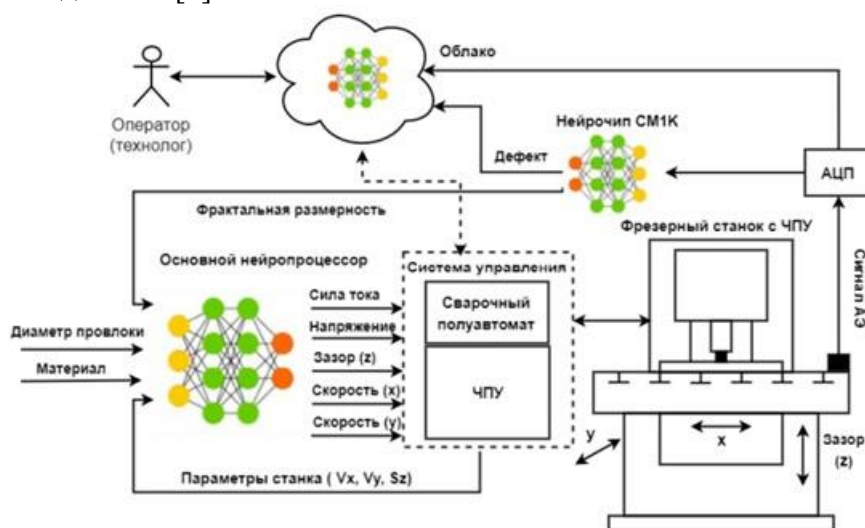 Облако
Оператор
(технолог)
Нейрочип CM1K
Дефект
АЦП
Фрактальная размерность
Фрезерный станок с ЧПУ
Основной нейропроцессор
Система управления
Сигнал АЭ
Сила тока
Сварочный
полуавтомат
Диаметр провлоки
Напряжение
Зазор (z)
Материал
Скорость (x)
ЧПУ
Скорость (y)
y
x
Зазор
(z)
Параметры станка ( Vx, Vy, Sz)